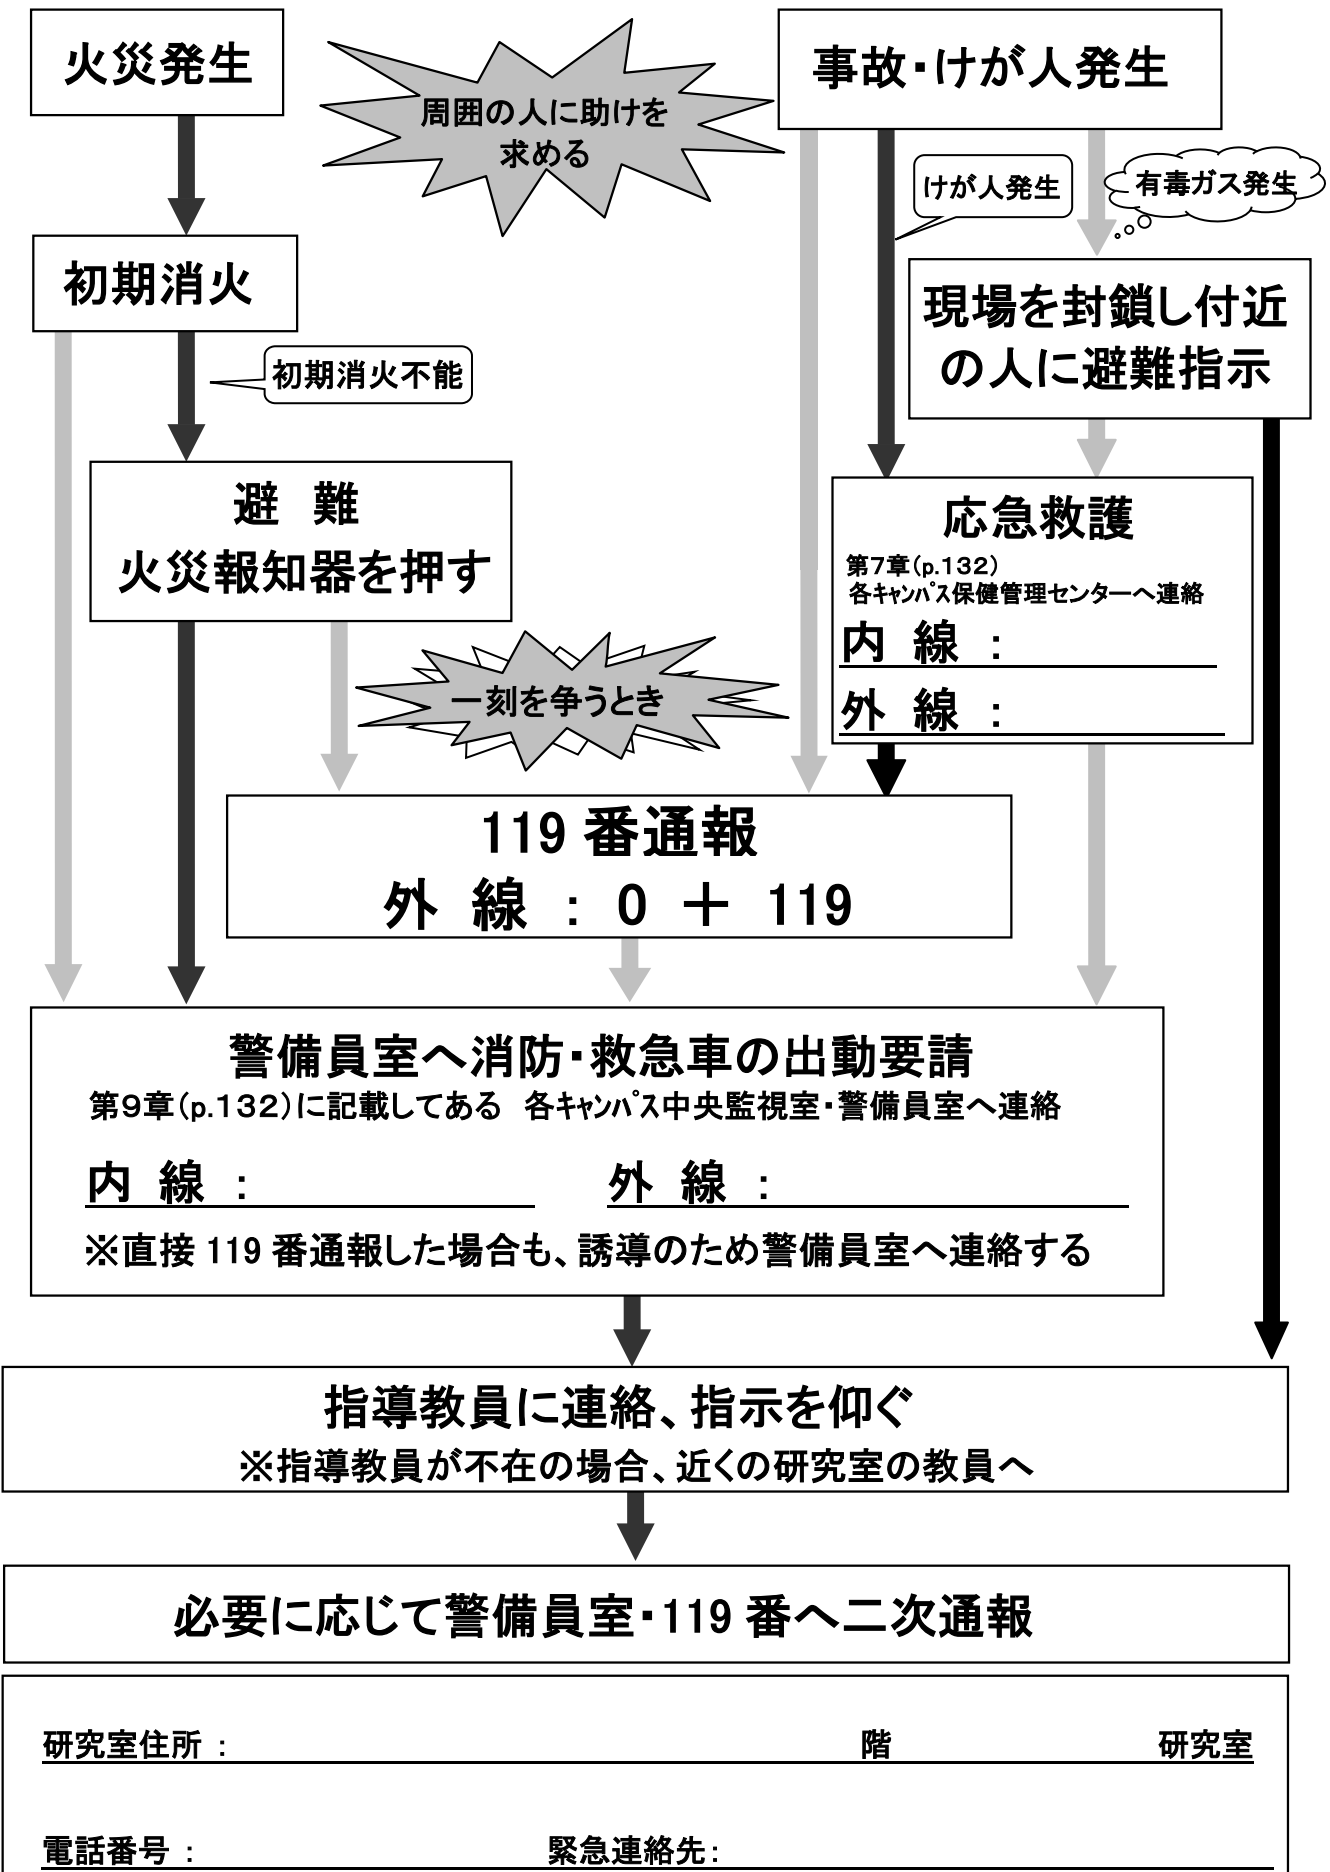 火災発生
周囲の人に助けを
求める
事故・けが人発生
けが人発生
有毒ガス発生
初期消火
現場を封鎖し付近
の人に避難指示
初期消火不能
避 難
火災報知器を押す
応急救護
第7章(p.132)
各キャンパス保健管理センターへ連絡
内 線 :
外 線 :
一刻を争うとき
119 番通報
外 線 : 0 + 119
警備員室へ消防・救急車の出動要請
第9章(p.132)に記載してある 各キャンパス中央監視室・警備員室へ連絡
内 線 : 外 線 :
※直接 119 番通報した場合も、誘導のため警備員室へ連絡する
指導教員に連絡、指示を仰ぐ
※指導教員が不在の場合、近くの研究室の教員へ
必要に応じて警備員室・119 番へ二次通報
研究室住所 : 階 研究室
電話番号 : 緊急連絡先: